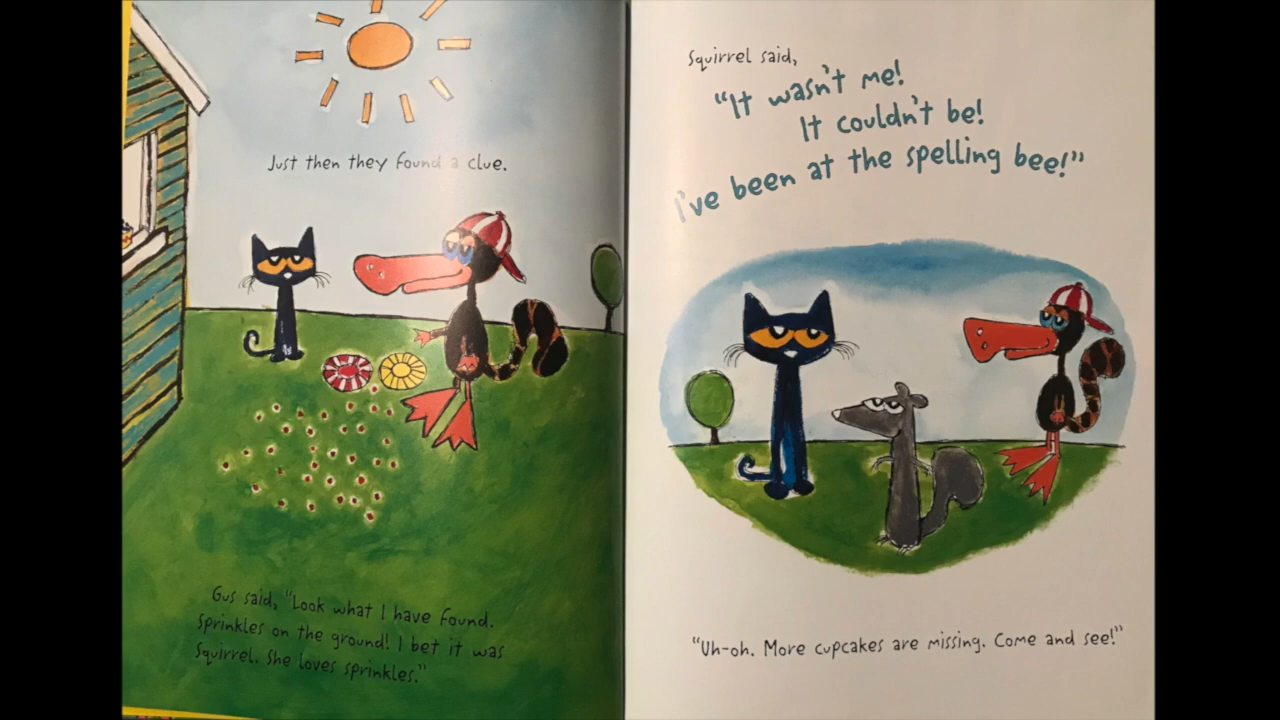 Just then they found a clue.
Gus said, “Look what I have found.
Sprinkles on the ground! I bet it was
Squirrel. She loves sprinkles.”
Squirrel said,
“It wasn’t me!
It couldn’t be!
I’ve been at the spelling bee!”
“Uh-oh. More cupcakes are missing. Come and see!”